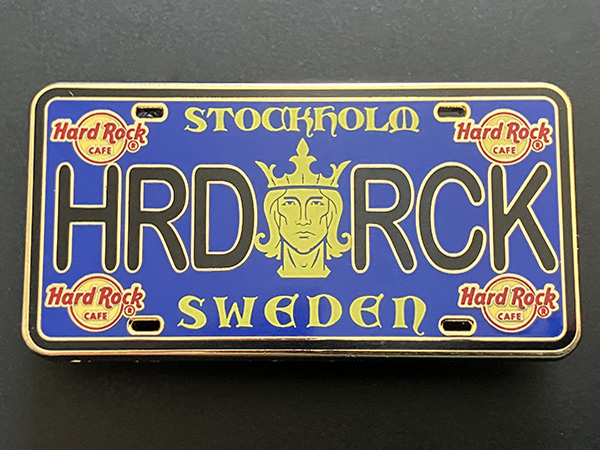 STOCKHOLM
Hard Rock CAFE ® Hard Rock CAFE ®
HRD RCK
Hard Rock CAFE ® Hard Rock CAFE ®
SWEDEN